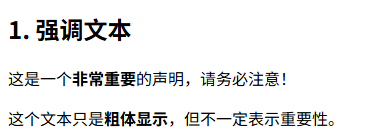 1. 强调文本
这是一个非常重要的声明，请务必注意！
这个文本只是粗体显示，但不一定表示重要性。